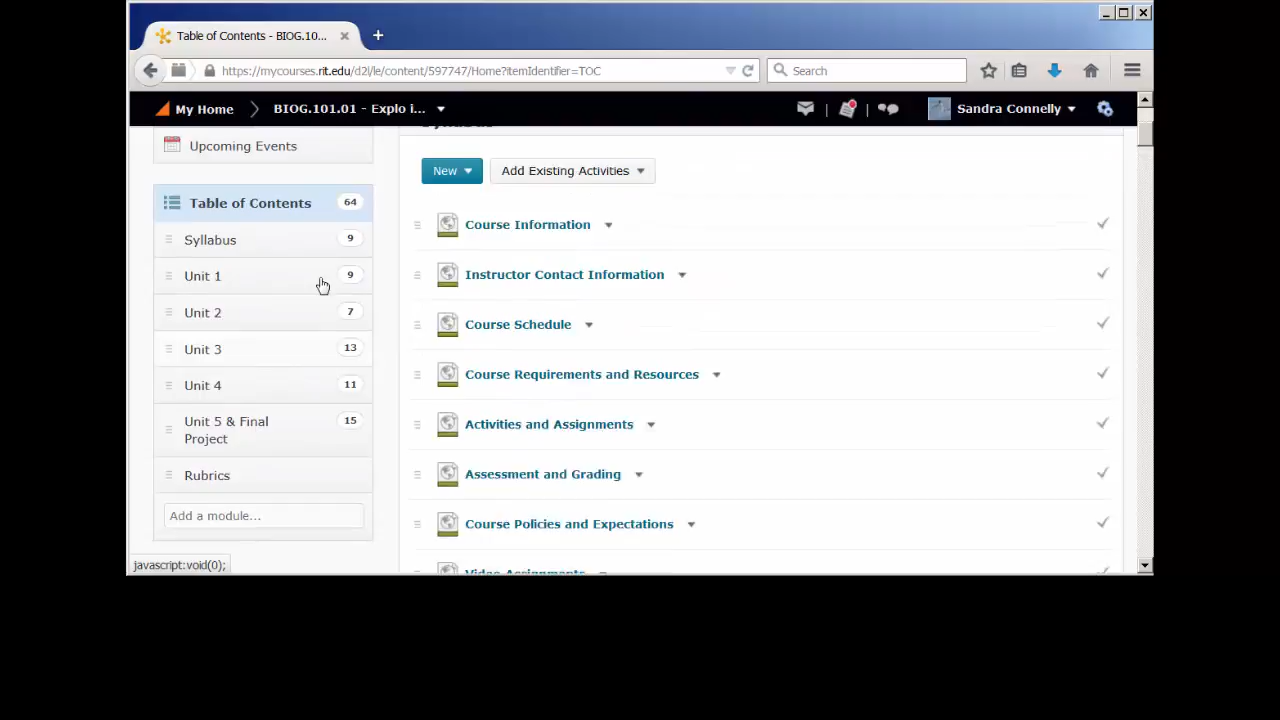 Table of Contents - BIOG.10...
https://mycourses.rit.edu/d2l/le/content/597747/Home?itemIdentifier=TOC
Search
My Home
BIOG.101.01 - Explo i...
Sandra Connelly
Upcoming Events
New
Add Existing Activities
Table of Contents 64
Syllabus 9
Unit 1 9
Unit 2 7
Unit 3 13
Unit 4 11
Unit 5 & Final 15
Project
Rubrics
Add a module...
Course Information
Instructor Contact Information
Course Schedule
Course Requirements and Resources
Activities and Assignments
Assessment and Grading
Course Policies and Expectations
Video Assignments
javascript:void(0);